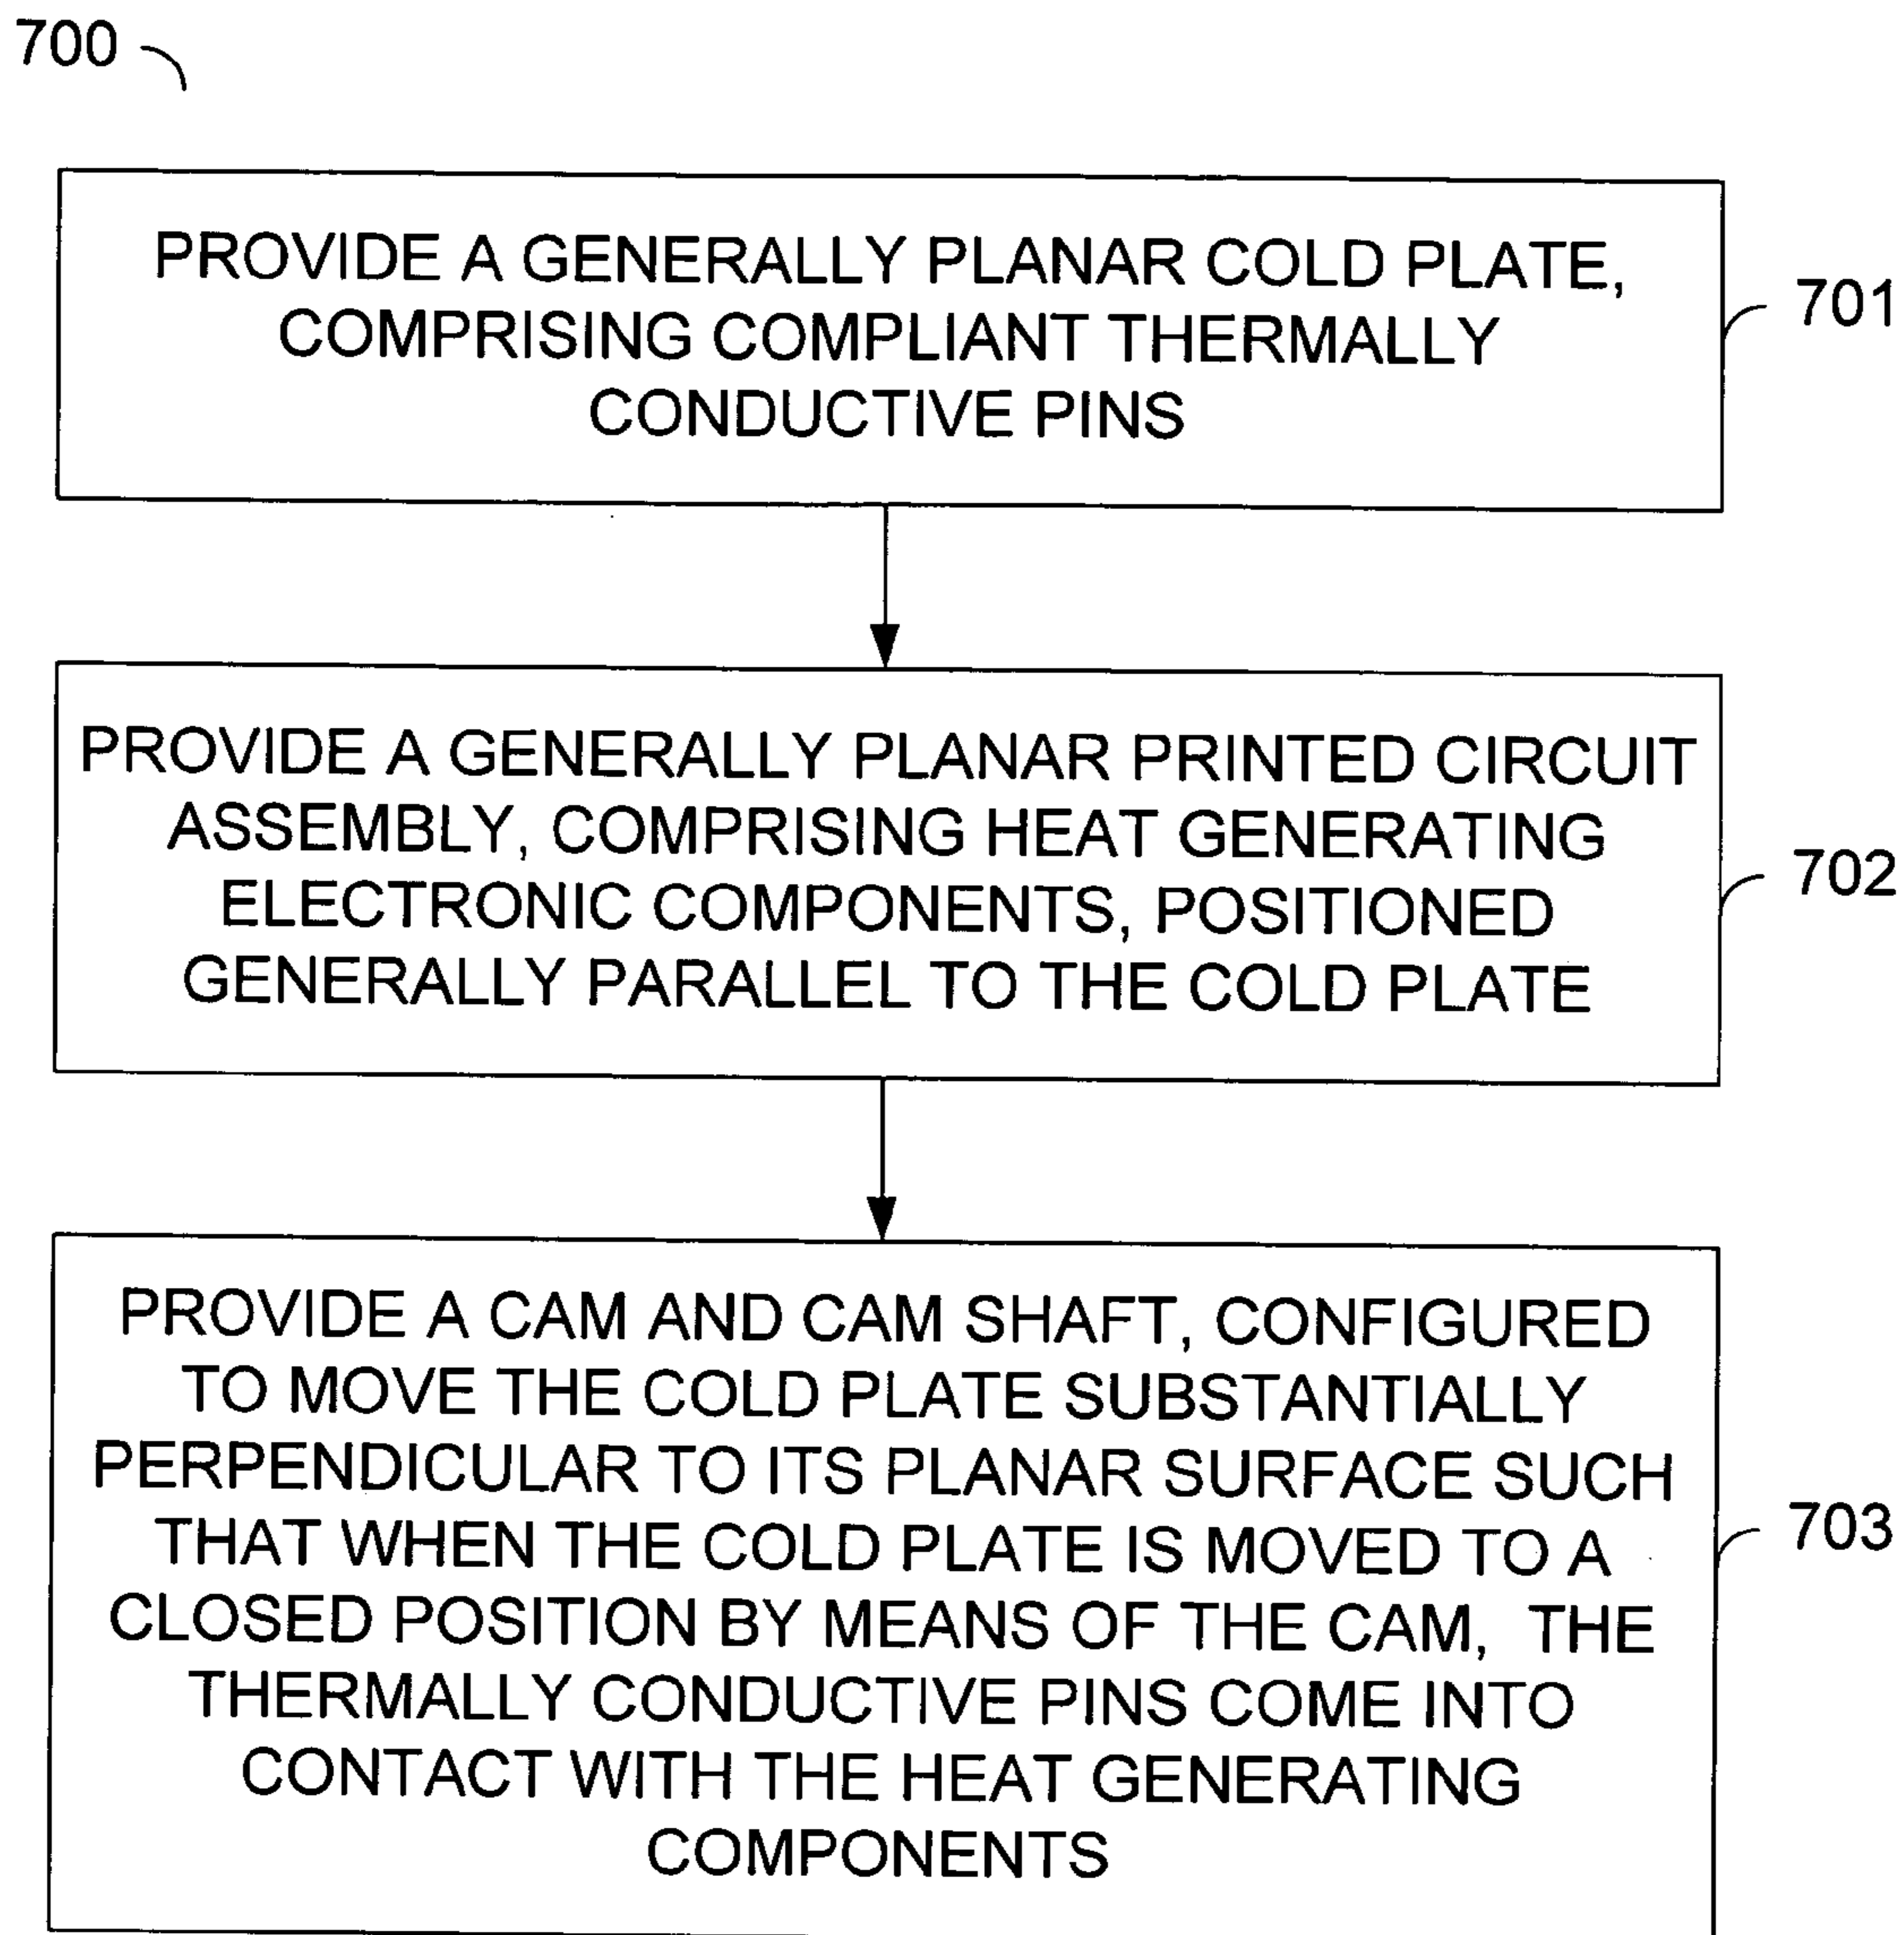 700
PROVIDE A GENERALLY PLANAR COLD PLATE,
COMPRISING COMPLIANT THERMALLY
CONDUCTIVE PINS
701
PROVIDE A GENERALLY PLANAR PRINTED CIRCUIT
ASSEMBLY, COMPRISING HEAT GENERATING
ELECTRONIC COMPONENTS, POSITIONED
GENERALLY PARALLEL TO THE COLD PLATE
702
PROVIDE A CAM AND CAM SHAFT, CONFIGURED
TO MOVE THE COLD PLATE SUBSTANTIALLY
PERPENDICULAR TO ITS PLANAR SURFACE SUCH
THAT WHEN THE COLD PLATE IS MOVED TO A
CLOSED POSITION BY MEANS OF THE CAM, THE
THERMALLY CONDUCTIVE PINS COME INTO
CONTACT WITH THE HEAT GENERATING
COMPONENTS
703